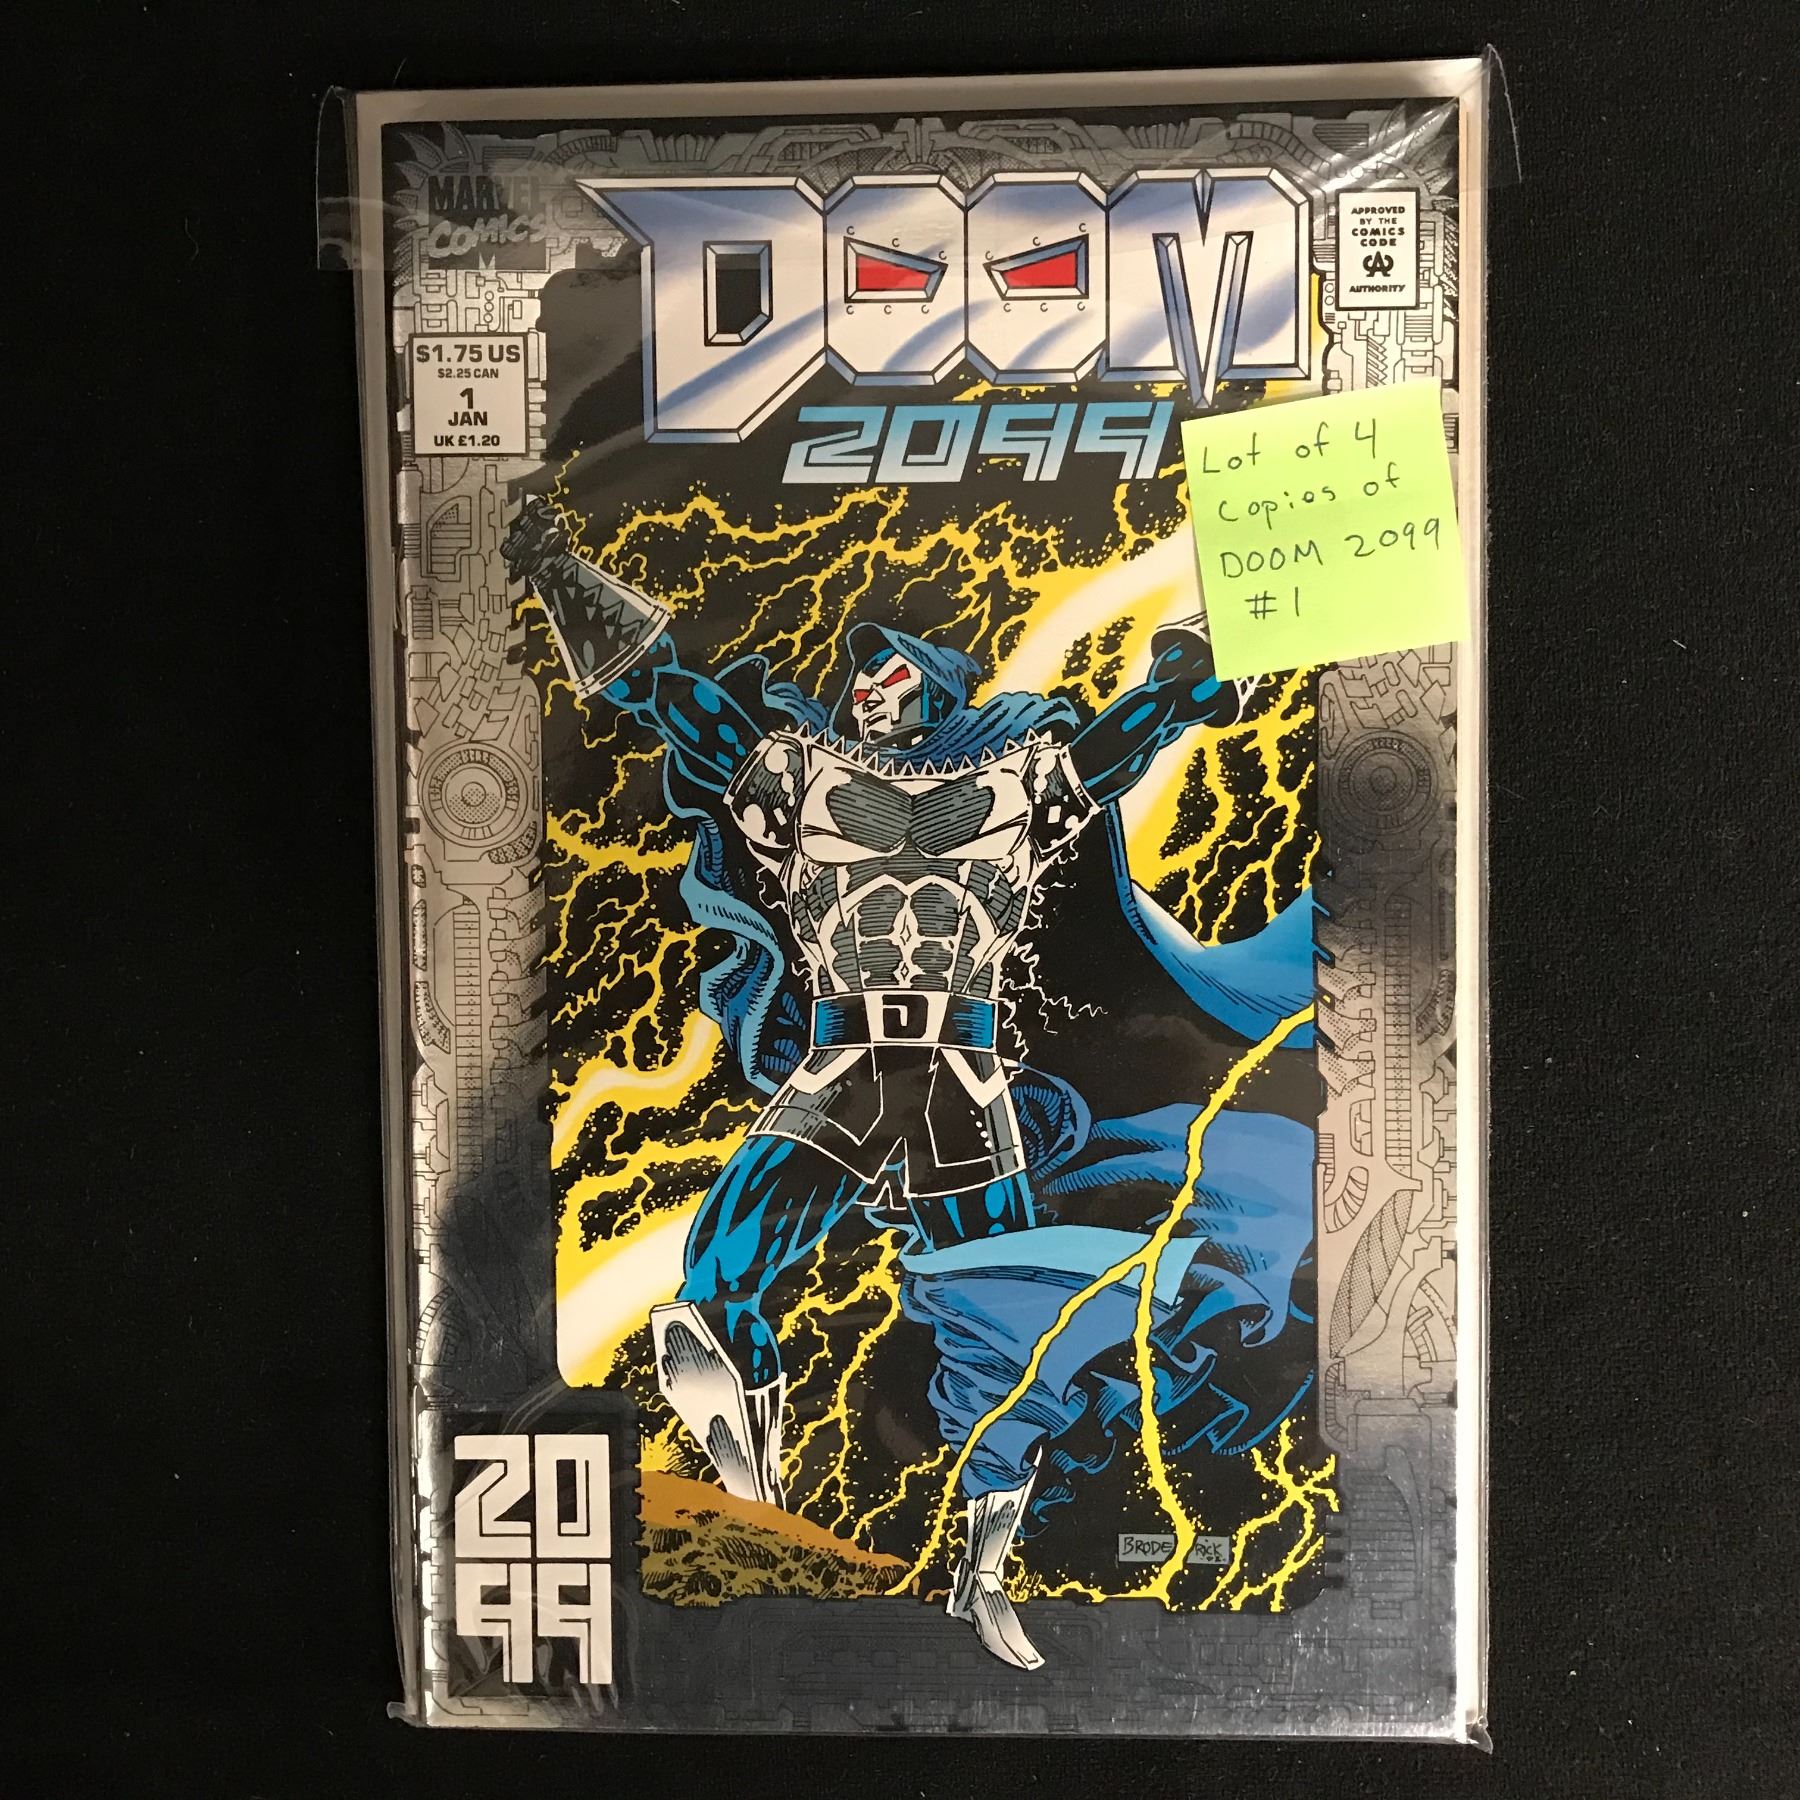 MARVEL
COMICS
M
DOOM
2099
APPROVED
BY THE
COMICS
CODE
CA
AUTHORITY
$1.75 US
$2.25 CAN
1
JAN
UK £1.20
Lot of 4
Copies of
DOOM 2099
#1
D
BRODERICK
20
99